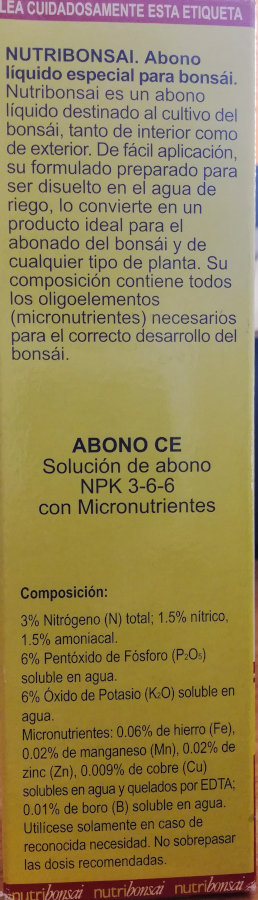 LEA CUIDADOSAMENTE ESTA ETIQUETA
NUTRIBONSAI. Abono
líquido especial para bonsái.
Nutribonsai es un abono
líquido destinado al cultivo del
bonsái, tanto de interior como
de exterior. De fácil aplicación,
su formulado preparado para
ser disuelto en el agua de
riego, lo convierte en un
producto ideal para el
abonado del bonsái y de
cualquier tipo de planta. Su
composición contiene todos
los oligoelementos
(micronutrientes) necesarios
para el correcto desarrollo del
bonsái.
ABONO CE
Solución de abono
NPK 3-6-6
con Micronutrientes
Composición:
3% Nitrógeno (N) total; 1.5% nítrico,
1.5% amoniacal.
6% Pentóxido de Fósforo (P₂O₅)
soluble en agua.
6% Óxido de Potasio (K₂O) soluble en
agua.
Micronutrientes: 0.06% de hierro (Fe),
0.02% de manganeso (Mn), 0.02% de
zinc (Zn), 0.009% de cobre (Cu)
solubles en agua y quelados por EDTA;
0.01% de boro (B) soluble en agua.
Utilícese solamente en caso de
reconocida necesidad. No sobrepasar
las dosis recomendadas.
nutribonsai nutribonsai nutribonsai